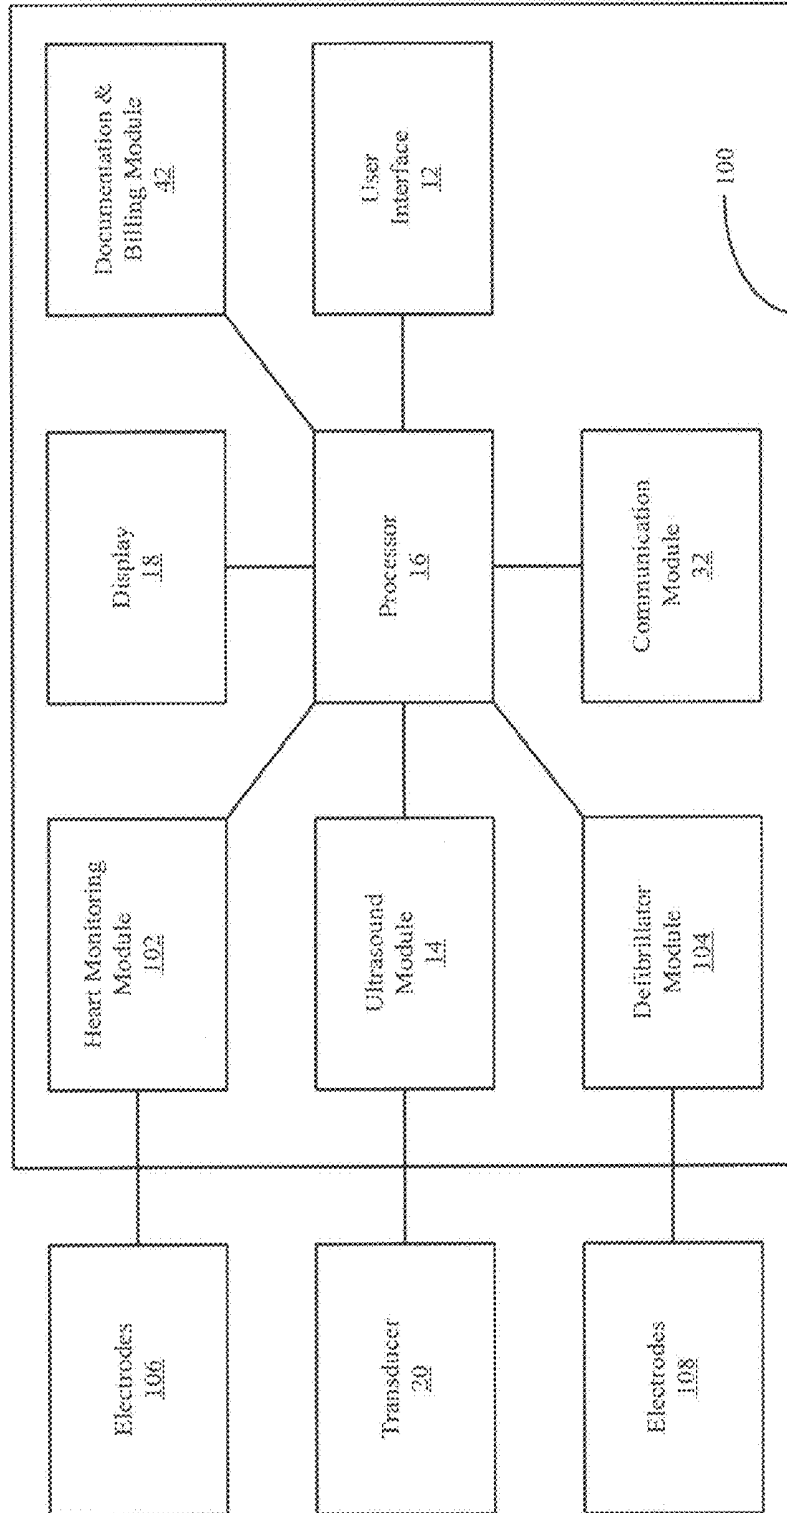 Electrodes
106
Heart Monitoring
Module
102
Display
18
Documentation &
Billing Module
42
Transducer
20
Ultrasound
Module
14
Processor
16
User
Interface
12
Electrodes
108
Defibrillator
Module
104
Communication
Module
32
100